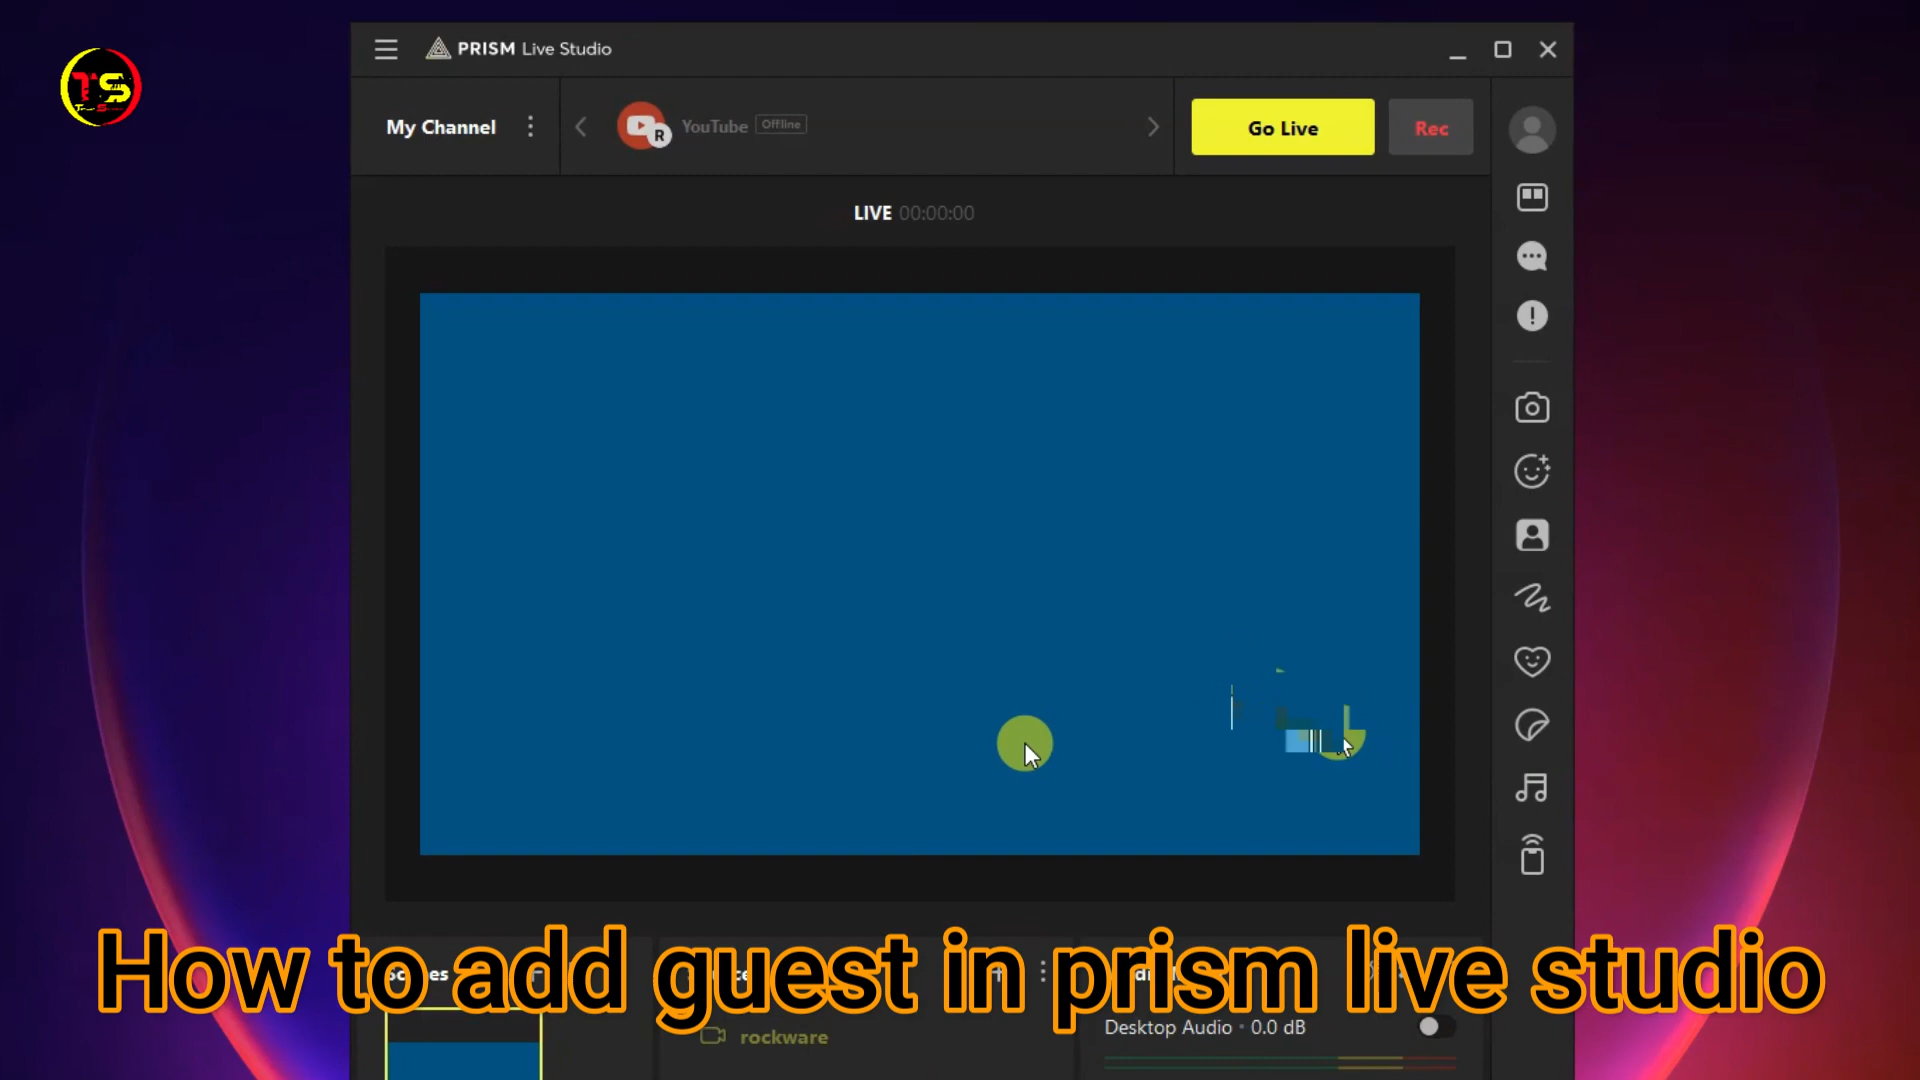 PRISM Live Studio
TS
My Channel
R
YouTube
Offline
Go Live
Rec
LIVE 00:00:00
How to add guest in prism live studio
rockware
Desktop Audio • 0.0 dB